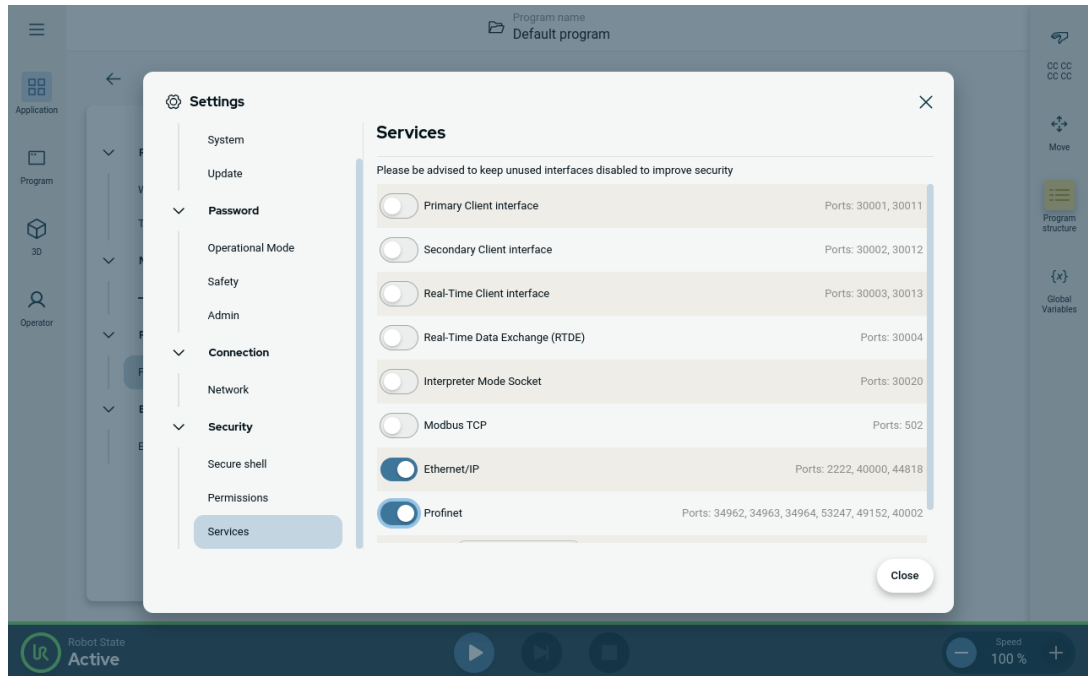 Program name
Default program
Application
Program
3D
Operator
Settings
System
Update
Password
Operational Mode
Safety
Admin
Connection
Network
Security
Secure shell
Permissions
Services
Services
Please be advised to keep unused interfaces disabled to improve security
Primary Client interface Ports: 30001, 30011
Secondary Client interface Ports: 30002, 30012
Real-Time Client interface Ports: 30003, 30013
Real-Time Data Exchange (RTDE) Ports: 30004
Interpreter Mode Socket Ports: 30020
Modbus TCP Ports: 502
Ethernet/IP Ports: 2222, 40000, 44818
Profinet Ports: 34962, 34963, 34964, 53247, 49152, 40002
Close
CC CC
CC CC
Move
Program
structure
{x}
Global
Variables
UR
Robot State
Active
Speed
100 %